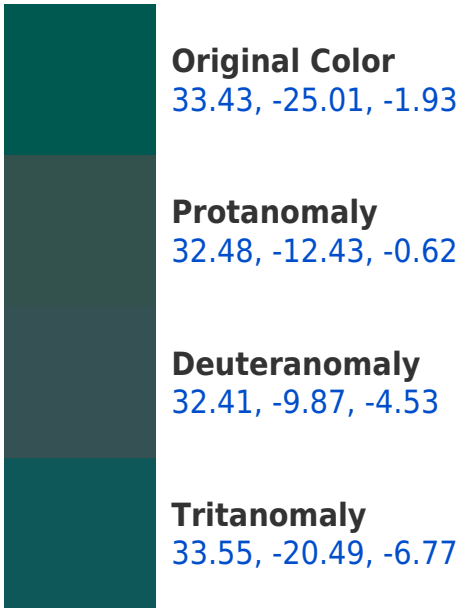 Original Color
33.43, -25.01, -1.93
Protanomaly
32.48, -12.43, -0.62
Deuteranomaly
32.41, -9.87, -4.53
Tritanomaly
33.55, -20.49, -6.77